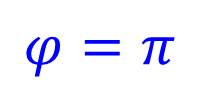 φ = π